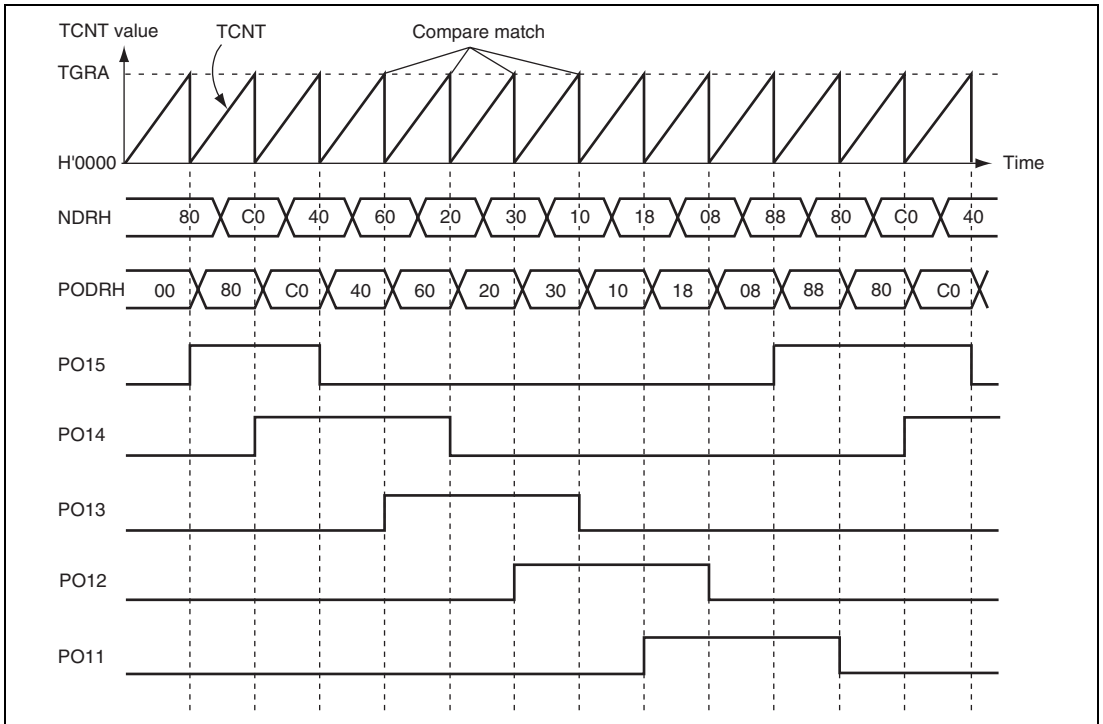 TCNT value TCNT Compare match
TGRA
H'0000 Time
NDRH 80 C0 40 60 20 30 10 18 08 88 80 C0 40
PODRH 00 80 C0 40 60 20 30 10 18 08 88 80 C0
PO15
PO14
PO13
PO12
PO11